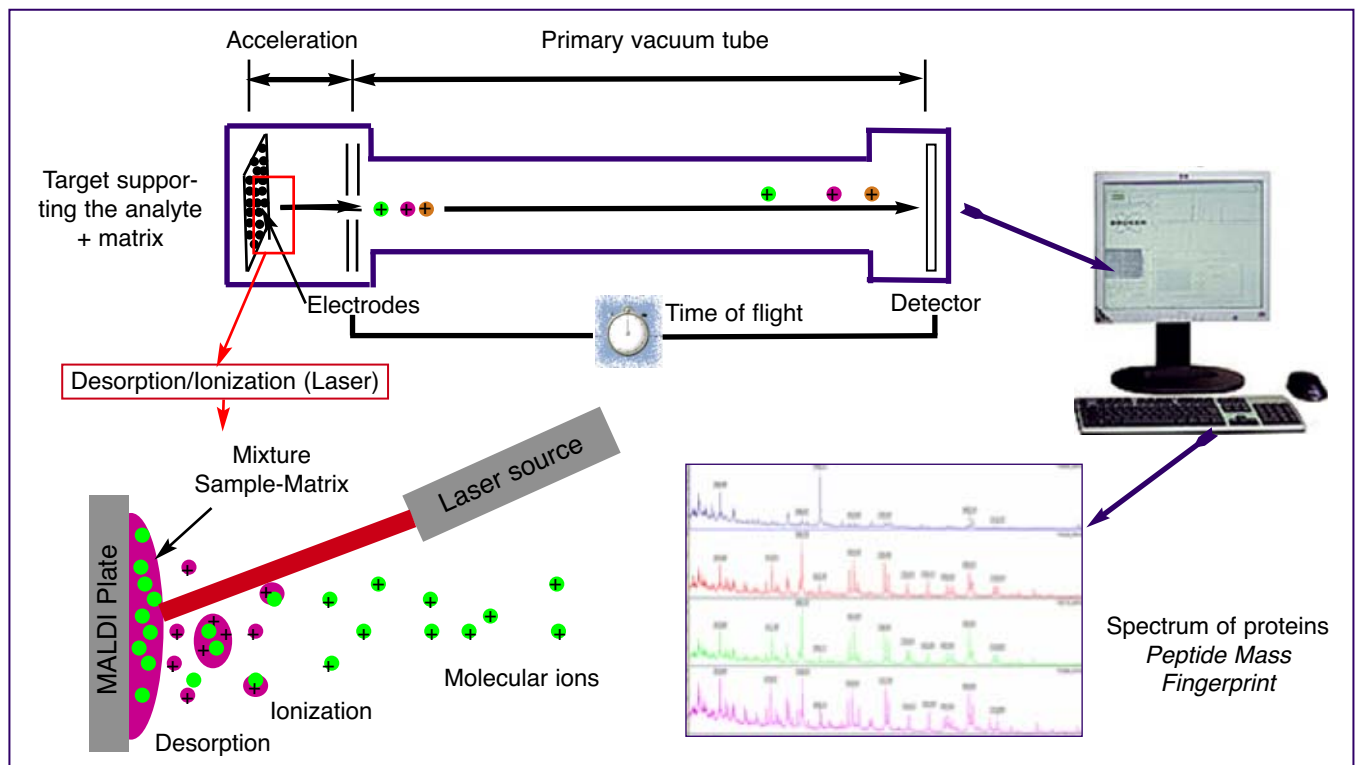 Acceleration
Primary vacuum tube
Target suppor-
ting the analyte
+ matrix
Electrodes
Time of flight
Detector
Desorption/Ionization (Laser)
Mixture
Sample-Matrix
Laser source
MALDI Plate
Molecular ions
Ionization
Desorption
BRUKER
Spectrum of proteins
Peptide Mass
Fingerprint
+
+
+
+
+
+